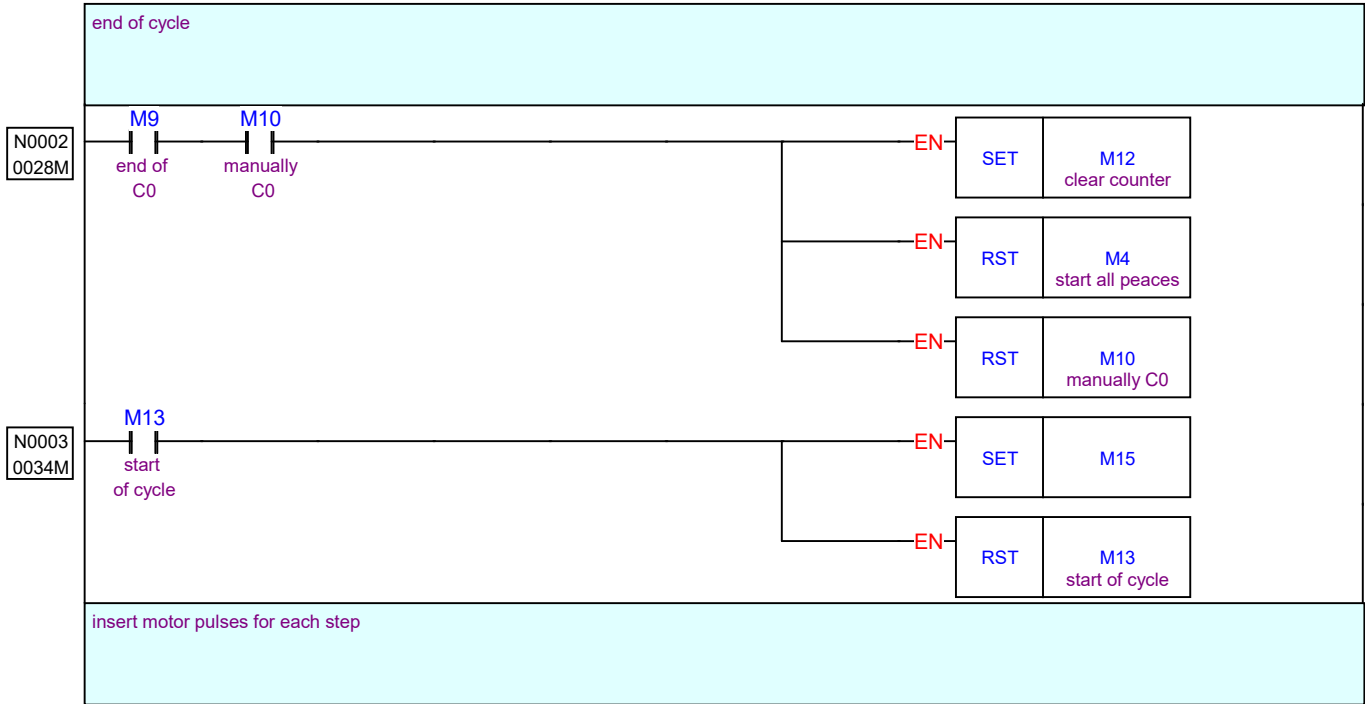 end of cycle
M9
M10
N0002
0028M
end of
C0
manually
C0
EN
SET
M12
clear counter
EN
RST
M4
start all peaces
EN
RST
M10
manually C0
M13
N0003
0034M
start
of cycle
EN
SET
M15
EN
RST
M13
start of cycle
insert motor pulses for each step